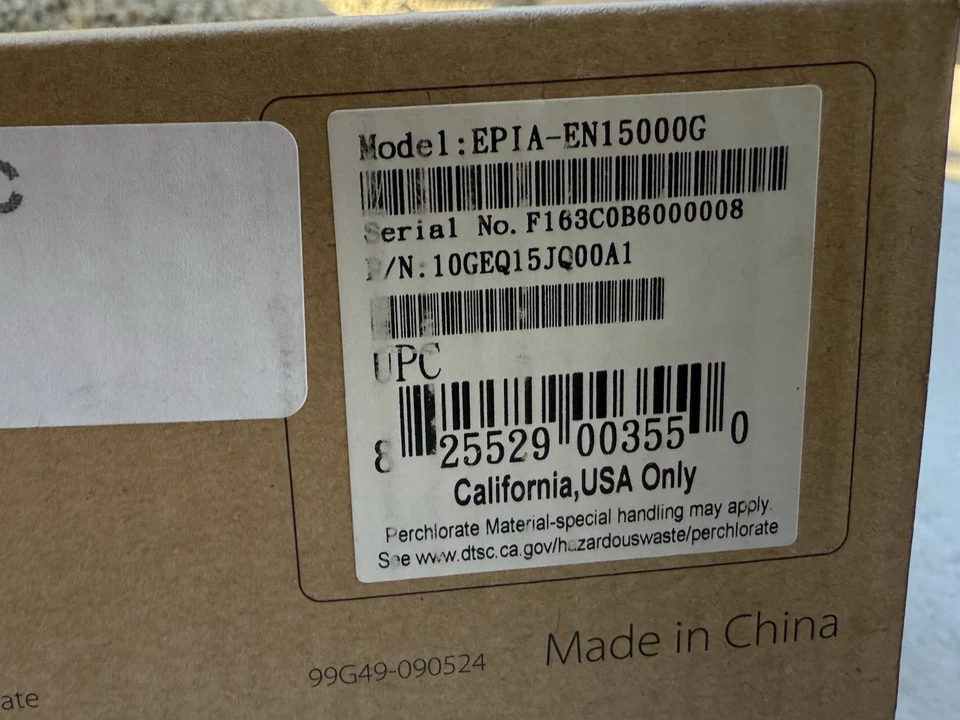 Model:EPIA-EN15000G
Serial No. F163C0B6000008
P/N:10GEQ15JQ00A1
UPC
8 25529 00355 0
California,USA Only
Perchlorate Material-special handling may apply.
See www.dtsc.ca.gov/hazardouswaste/perchlorate
Made in China
99G49-090524